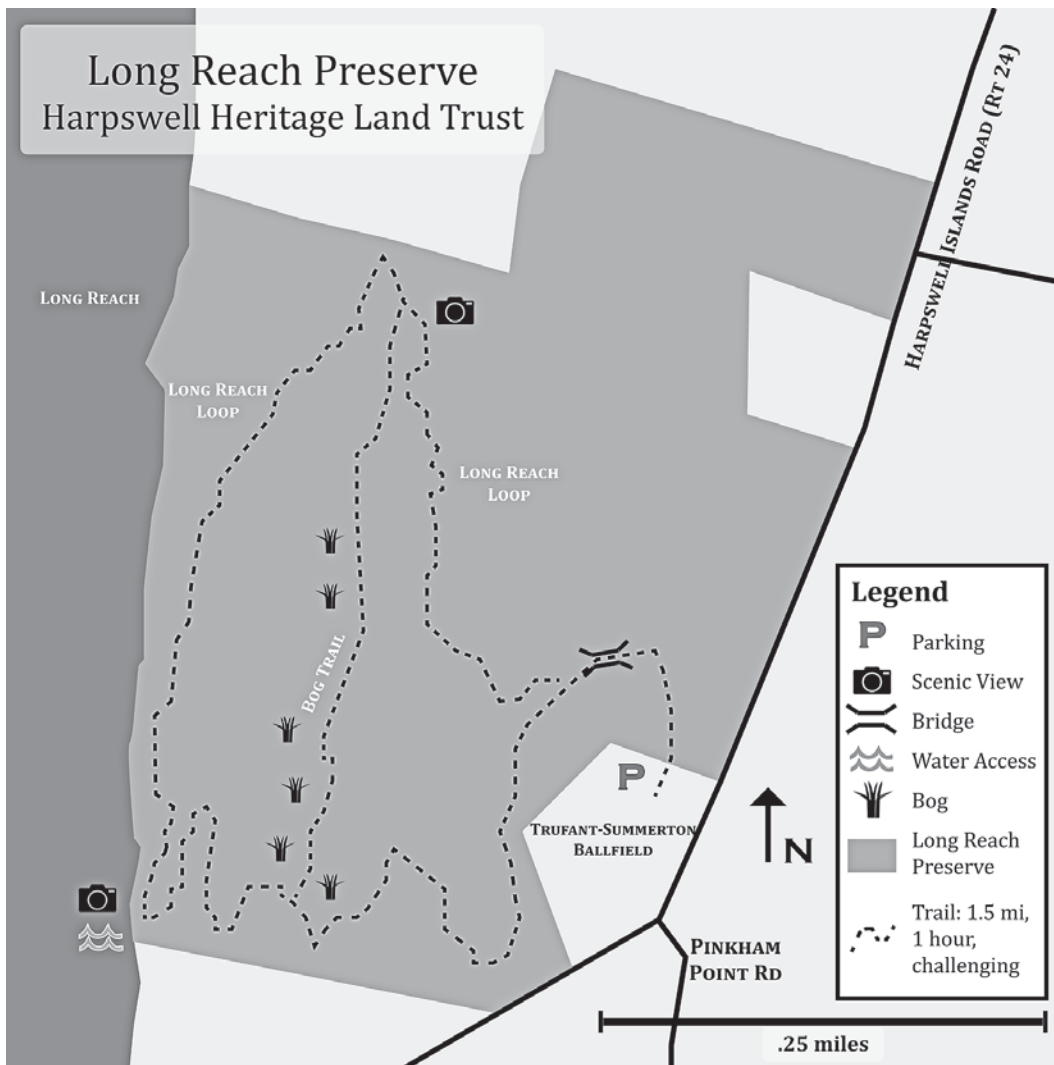 Long Reach Preserve
Harpswell Heritage Land Trust
Harpswell Islands Road (Rt 24)
Long Reach
Long Reach
Loop
Long Reach
Loop
Bog Trail
P
Trufant-Summerton
Ballfield
N
Pinkham
Point Rd
Legend
P Parking
Scenic View
Bridge
Water Access
Bog
Long Reach
Preserve
Trail: 1.5 mi,
1 hour,
challenging
.25 miles